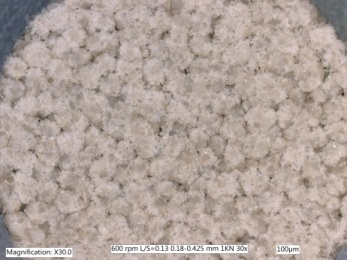 Magnification: X30.0
600 rpm L/S=0.13 0.18-0.425 mm 1KN 30x
100μm